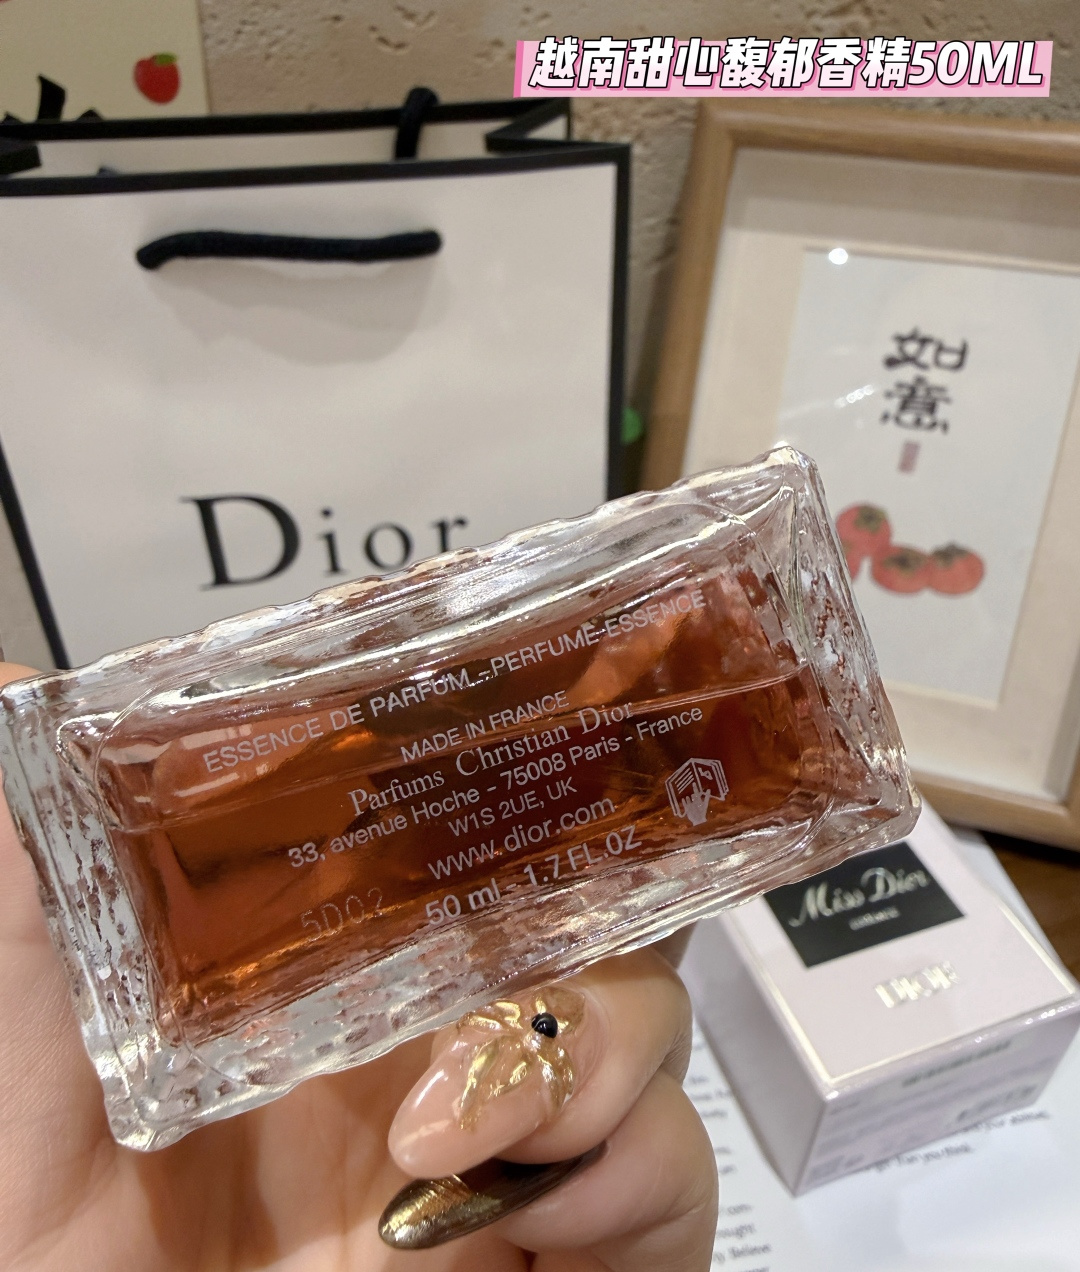 越南甜心馥郁香精50ML
如
意
Dior
ESSENCE DE PARFUM - PERFUME-ESSENCE
MADE IN FRANCE
Parfums Christian Dior
33, avenue Hoche - 75008 Paris - France
W1S 2UE, UK
www.dior.com
50 ml - 1.7 FL.OZ
5D02
Miss Dior
DIOR